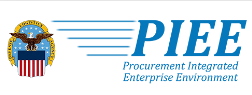 PIEE
Procurement Integrated
Enterprise Environment